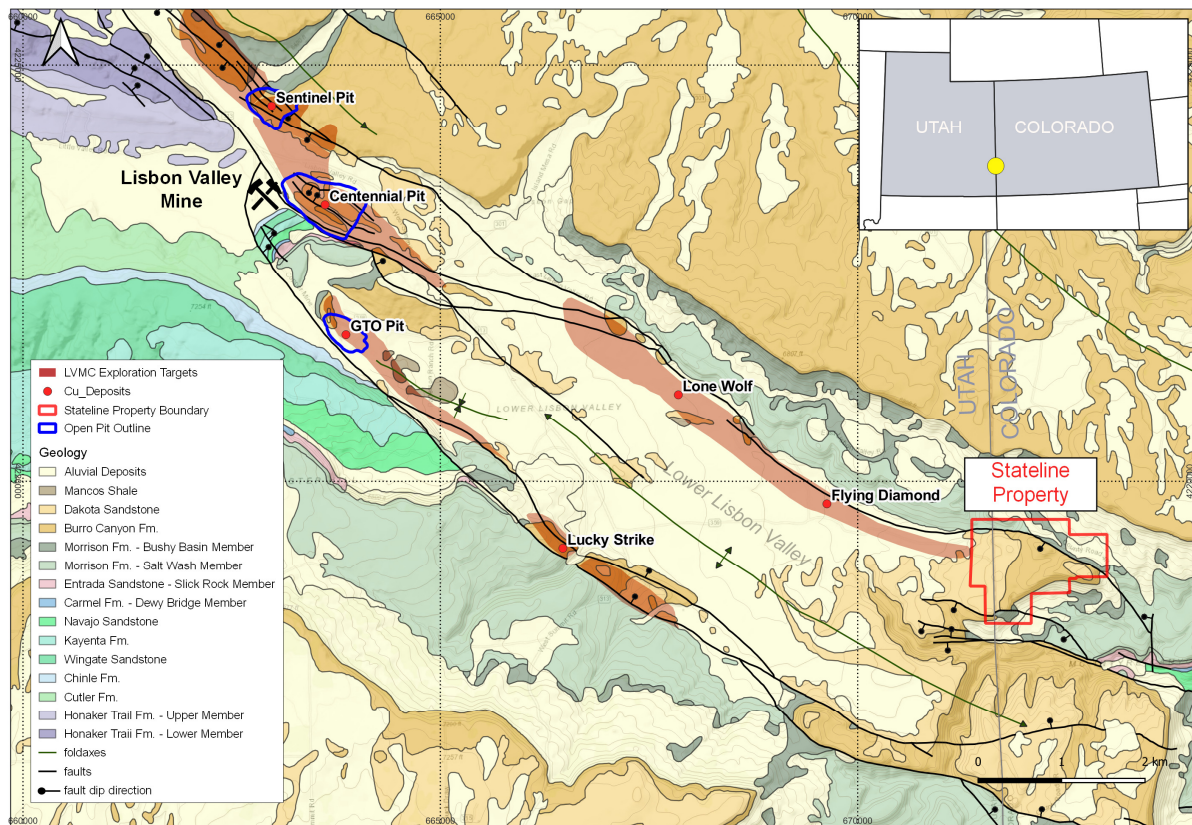 660000
665000
670000
4225000
Sentinel Pit
UTAH
COLORADO
Lisbon Valley
Mine
Centennial Pit
GTO Pit
LVMC Exploration Targets
Cu_Deposits
Stateline Property Boundary
Open Pit Outline
Geology
Aluvial Deposits
Mancos Shale
Dakota Sandstone
Burro Canyon Fm.
Morrison Fm. - Bushy Basin Member
Morrison Fm. - Salt Wash Member
Entrada Sandstone - Slick Rock Member
Carmel Fm. - Dewy Bridge Member
Navajo Sandstone
Kayenta Fm.
Wingate Sandstone
Chinle Fm.
Cutler Fm.
Honaker Trail Fm. - Upper Member
Honaker Trail Fm. - Lower Member
foldaxes
faults
fault dip direction
Lone Wolf
LOWER LISBON VALLEY
UTAH
COLORADO
Lower Lisbon Valley
Flying Diamond
Stateline
Property
Lucky Strike
0
1
2 km
660000
665000
670000